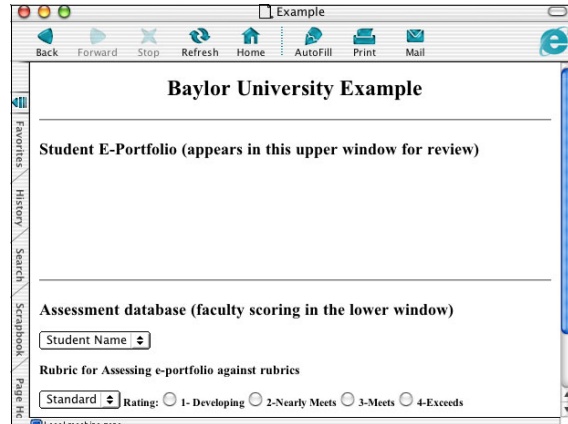 Example
Back Forward Stop Refresh Home AutoFill Print Mail
Baylor University Example
Favorites
Student E-Portfolio (appears in this upper window for review)
History
Search
Assessment database (faculty scoring in the lower window)
Scrapbook
Student Name
Rubric for Assessing e-portfolio against rubrics
Page Ho
Standard Rating: 1- Developing 2-Nearly Meets 3-Meets 4-Exceeds